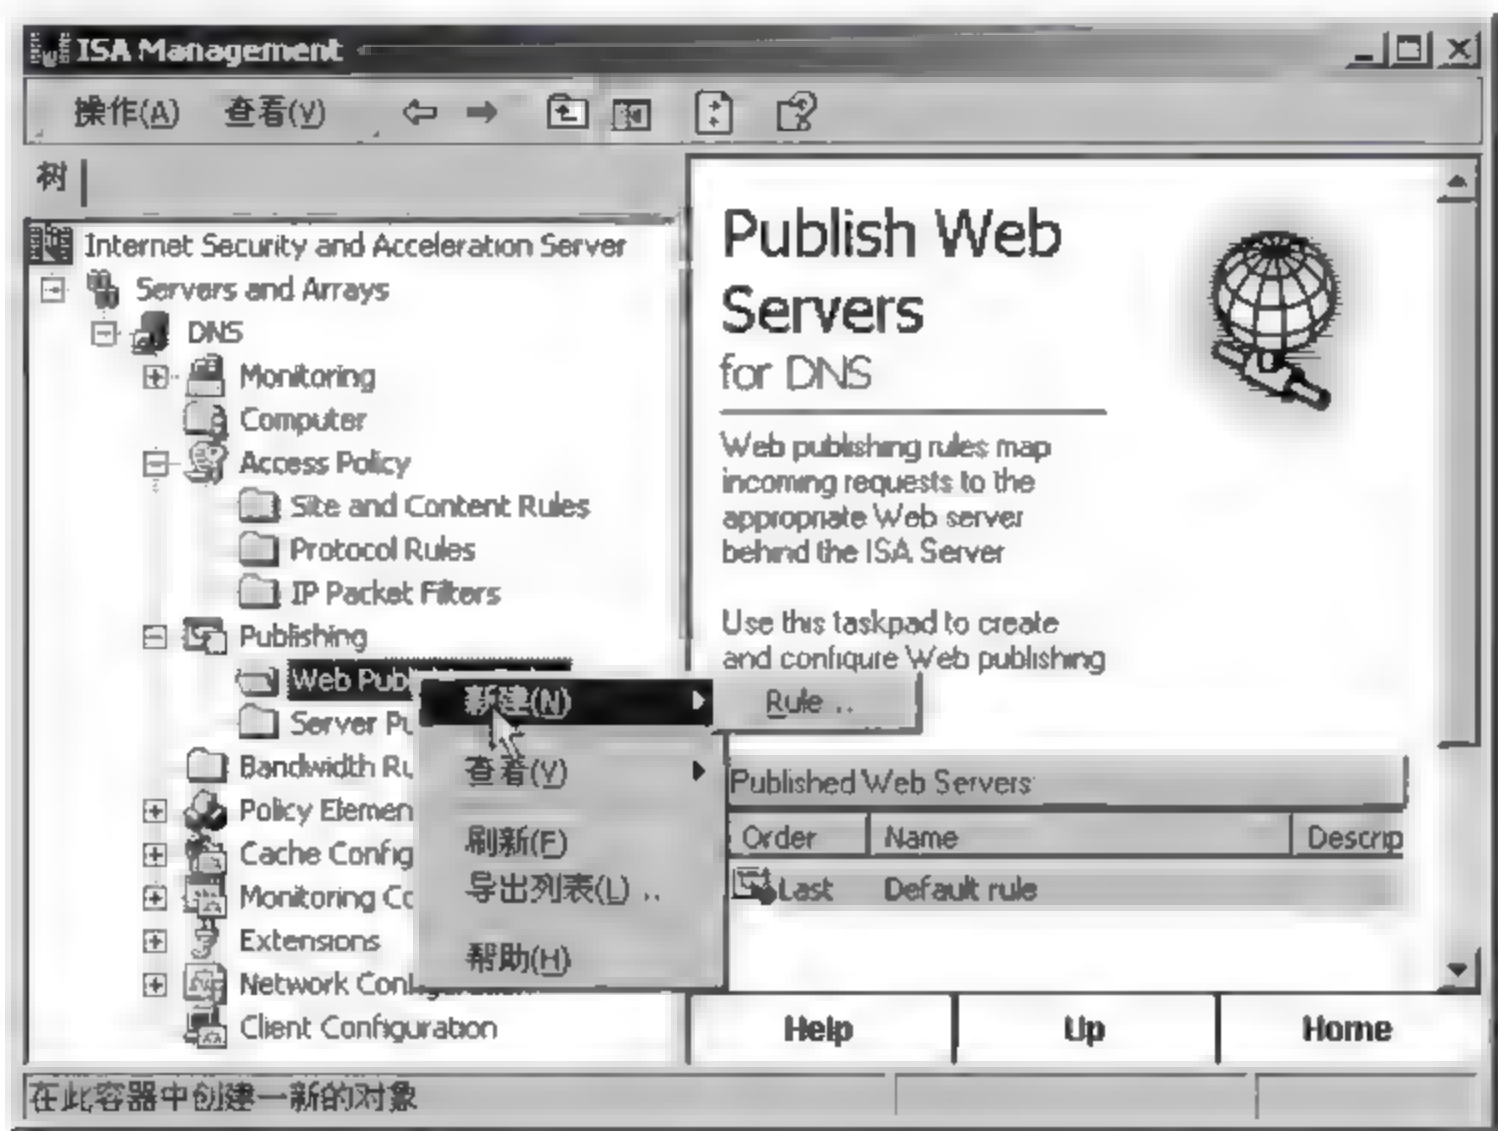 ISA Management
操作(A) 查看(V)
树
Internet Security and Acceleration Server
Servers and Arrays
DNS
Monitoring
Computer
Access Policy
Site and Content Rules
Protocol Rules
IP Packet Filters
Publishing
Web Publ
Server Pu
Bandwidth Ru
Policy Elemen
Cache Config
Monitoring Co
Extensions
Network Con
Client Configuration
新建(N)
查看(V)
刷新(F)
导出列表(L)..
帮助(H)
Rule..
Publish Web
Servers
for DNS
Web publishing rules map
incoming requests to the
appropriate Web server
behind the ISA Server
Use this taskpad to create
and configure Web publishing
Published Web Servers
Order Name Descrip
Last Default rule
Help Up Home
在此容器中创建一新的对象